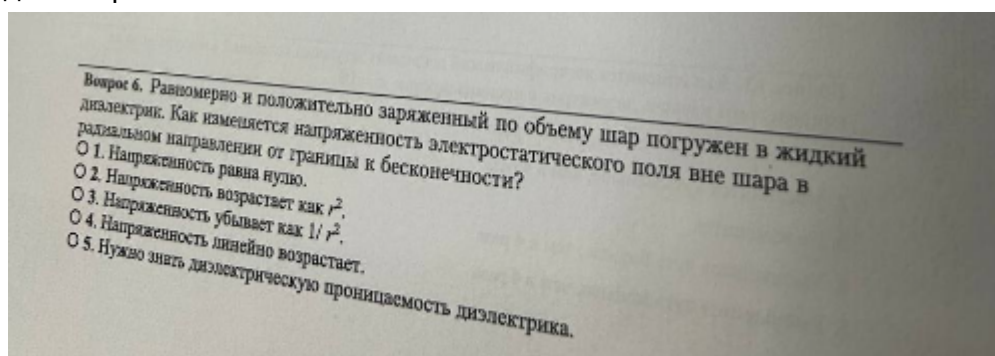 Вопрос 6. Равномерно и положительно заряженный по объему шар погружен в жидкий
диэлектрик. Как изменяется напряженность электростатического поля вне шара в
радиальном направлении от границы к бесконечности?
О 1. Напряженность равна нулю.
О 2. Напряженность возрастает как r².
О 3. Напряженность убывает как 1/ r².
О 4. Напряженность линейно возрастает.
О 5. Нужно знать диэлектрическую проницаемость диэлектрика.